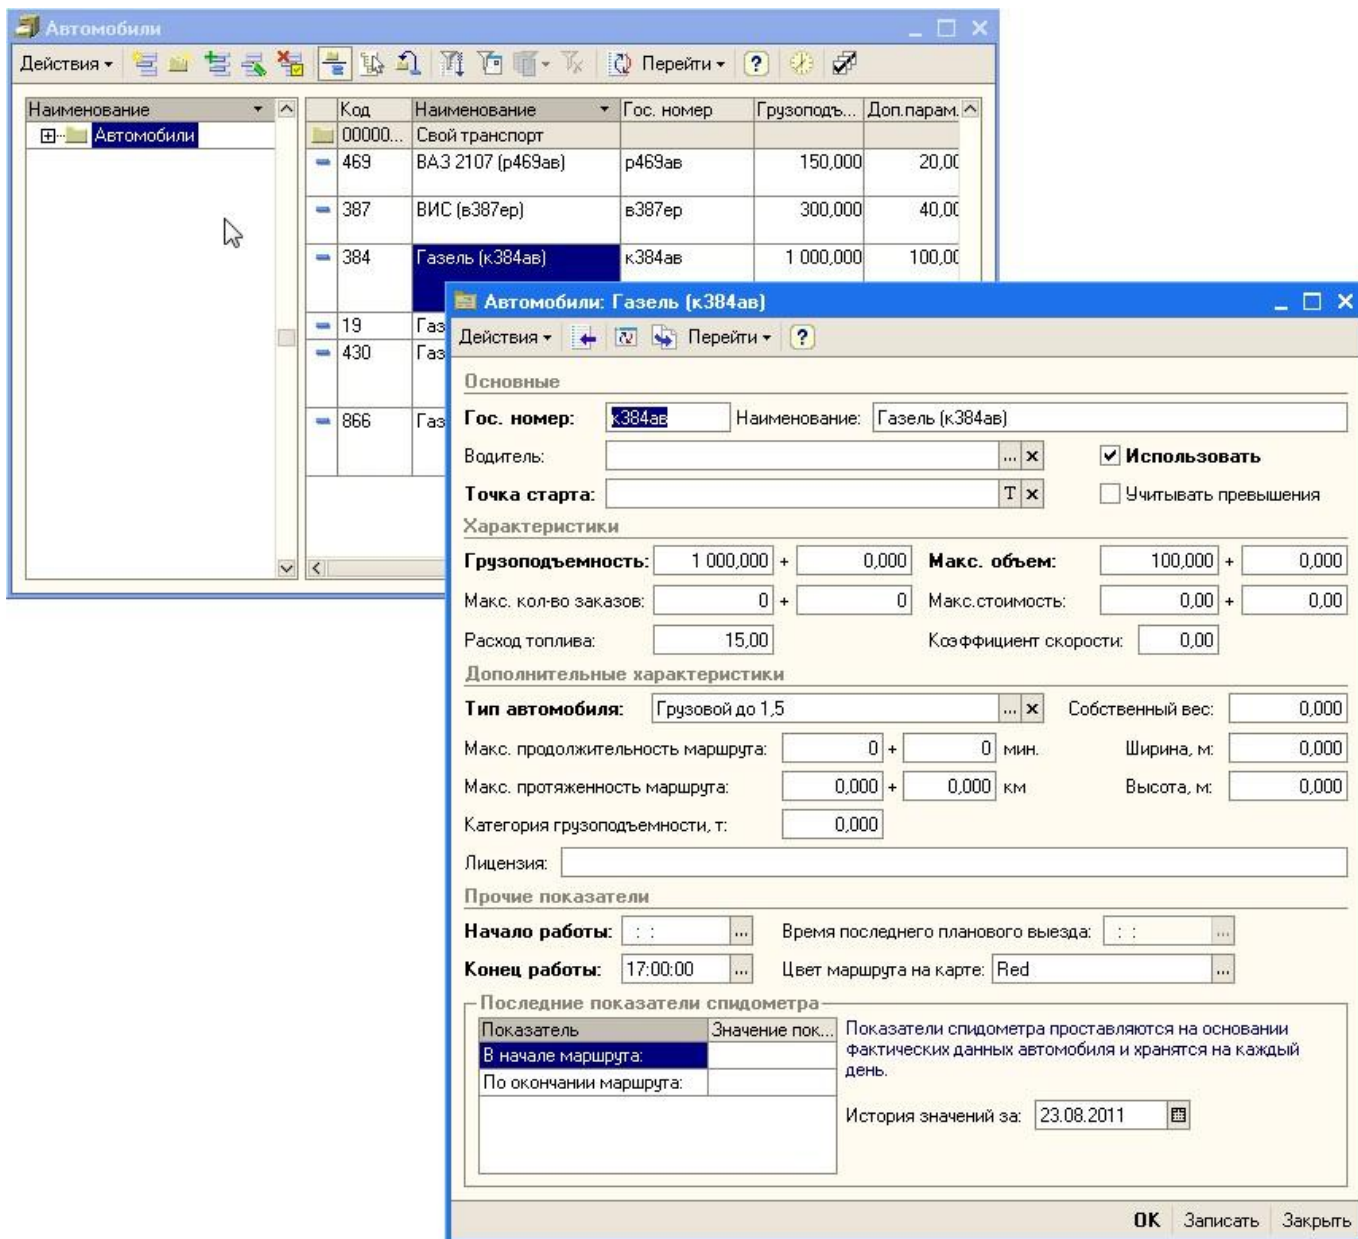 Автомобили
Действия Перейти ?
Наименование
Автомобили
Код Наименование Гос. номер Грузоподъ... Доп.парам.
00000... Свой транспорт
469 ВАЗ 2107 (р469ав) р469ав 150,000 20,00
387 ВИС (в387ер) в387ер 300,000 40,00
384 Газель (к384ав) к384ав 1 000,000 100,00
19 Газ
430 Газ
866 Газ
Автомобили: Газель (к384ав)
Действия Перейти ?
Основные
Гос. номер: к384ав Наименование: Газель (к384ав)
Водитель: ... x Использовать
Точка старта: T x Учитывать превышения
Характеристики
Грузоподъемность: 1 000,000 + 0,000 Макс. объем: 100,000 + 0,000
Макс. кол-во заказов: 0 + 0 Макс.стоимость: 0,00 + 0,00
Расход топлива: 15,00 Коэффициент скорости: 0,00
Дополнительные характеристики
Тип автомобиля: Грузовой до 1,5 ... x Собственный вес: 0,000
Макс. продолжительность маршрута: 0 + 0 мин. Ширина, м: 0,000
Макс. протяженность маршрута: 0,000 + 0,000 км Высота, м: 0,000
Категория грузоподъемности, т: 0,000
Лицензия:
Прочие показатели
Начало работы: : : ... Время последнего планового выезда: : : ...
Конец работы: 17:00:00 ... Цвет маршрута на карте: Red ...
Последние показатели спидометра
Показатель Значение пок...
В начале маршрута:
По окончании маршрута:
Показатели спидометра проставляются на основании
фактических данных автомобиля и хранятся на каждый
день.
История значений за: 23.08.2011
OK Записать Закрыть